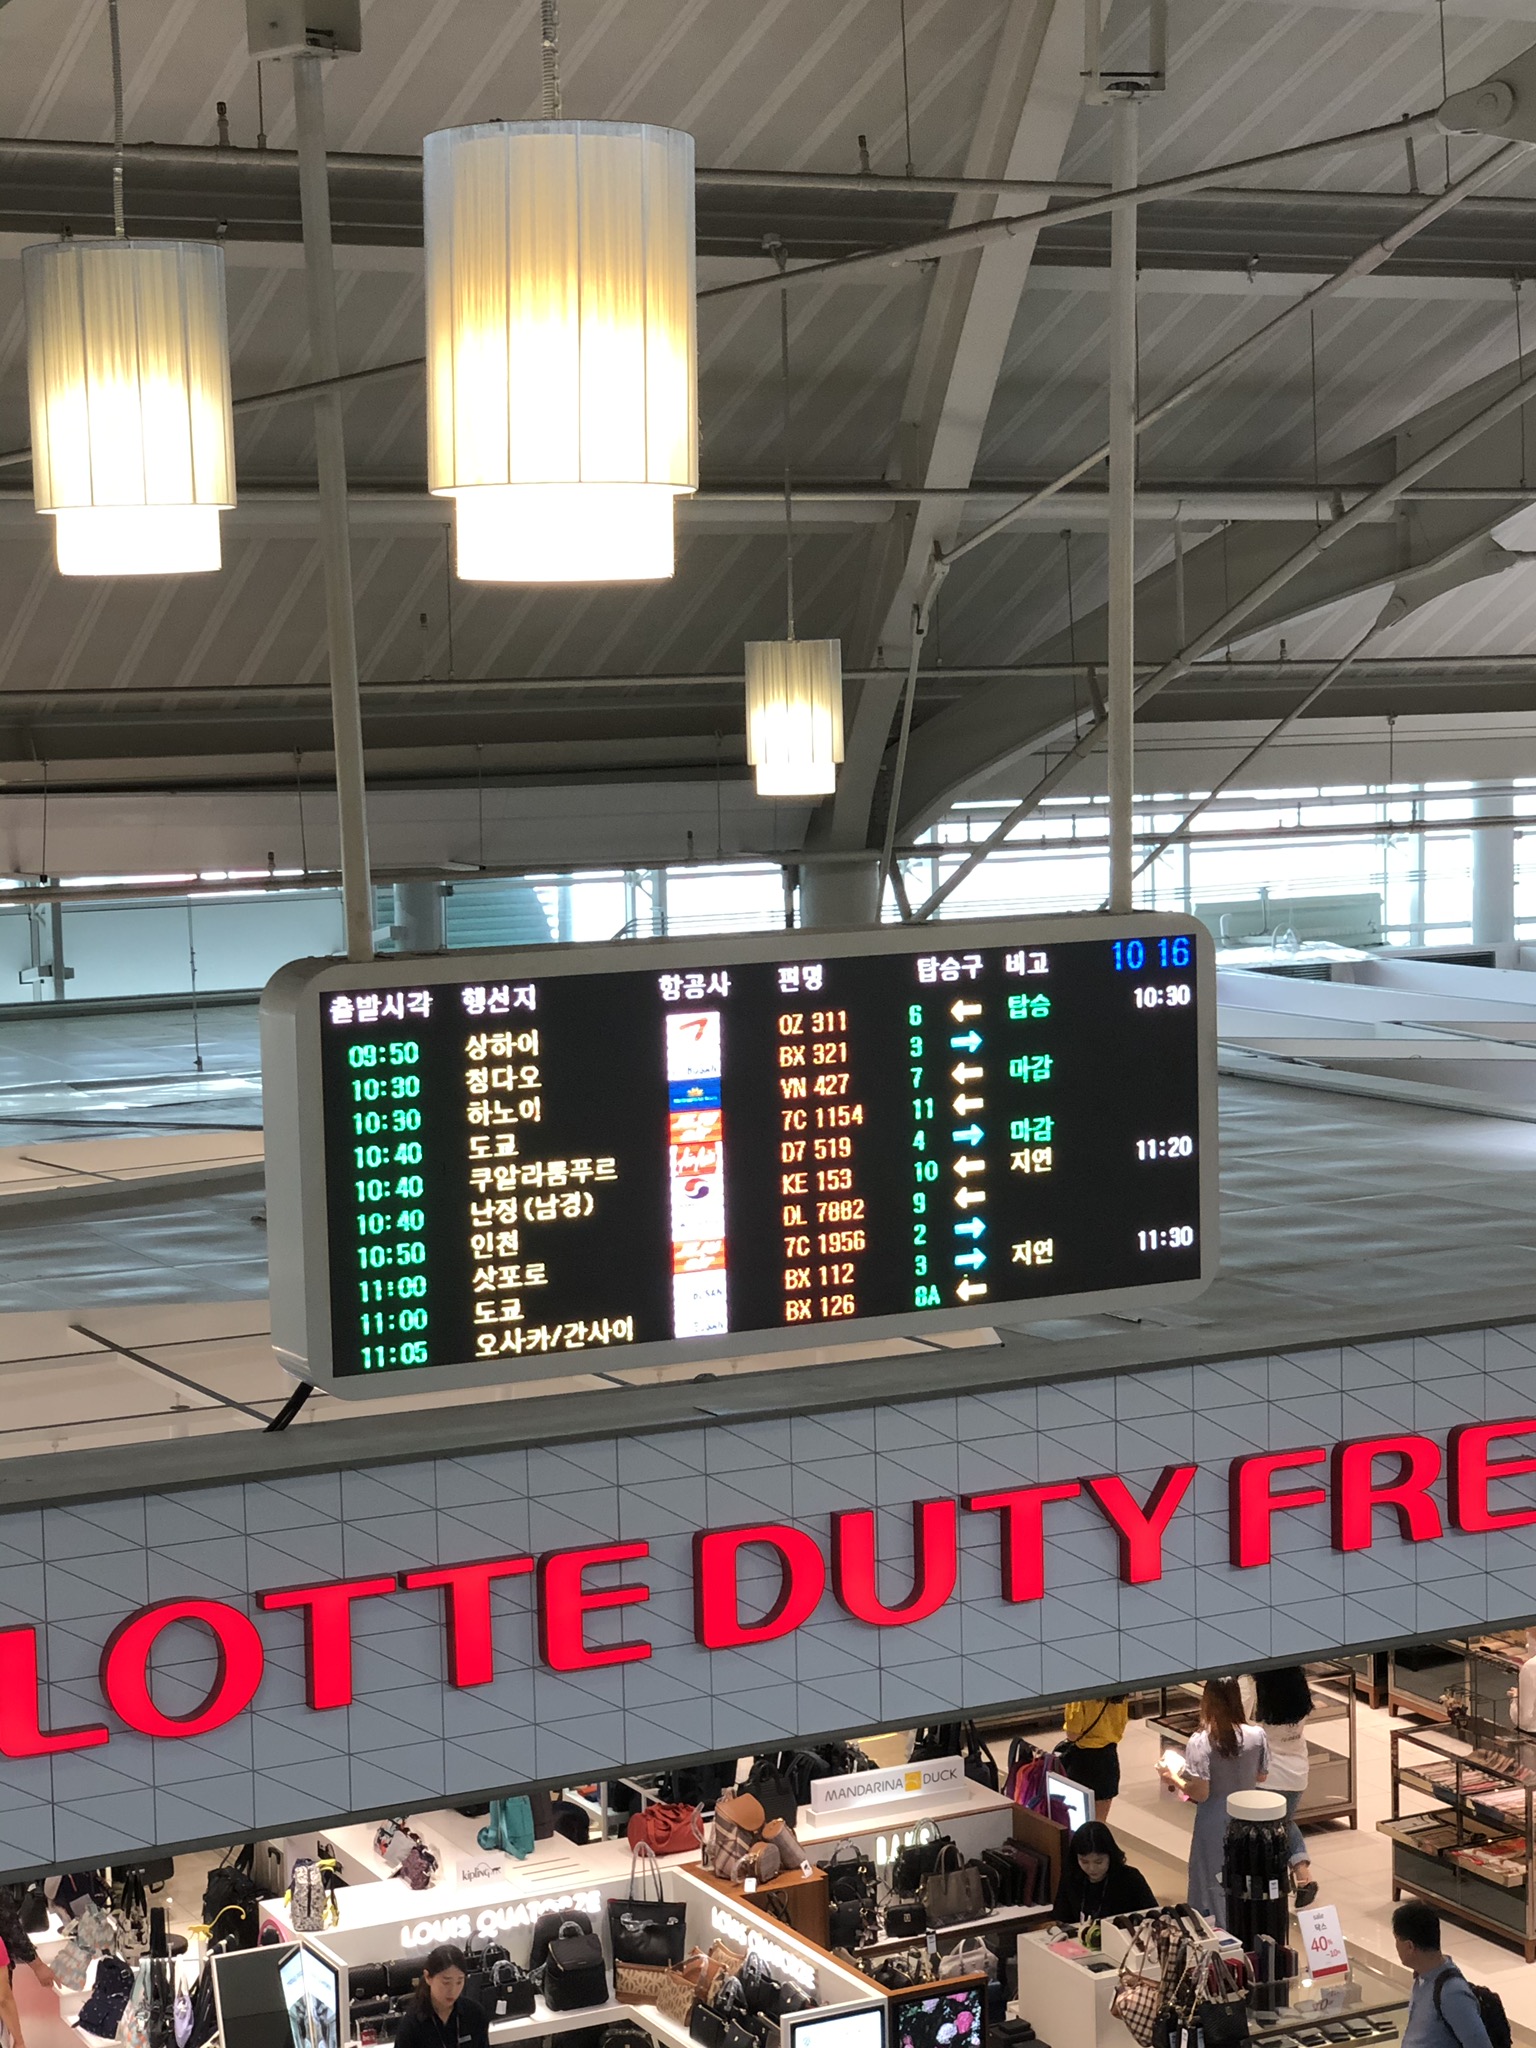 출발시각 행선지 항공사 편명 탑승구 비고 10 16
09:50 상하이 OZ 311 6 ← 탑승 10:30
10:30 칭다오 BX 321 3 →
10:30 하노이 VN 427 7 ← 마감
10:40 도쿄 7C 1154 11 ←
10:40 쿠알라룸푸르 D7 519 4 → 마감
10:40 난징(남경) KE 153 10 ← 지연 11:20
10:50 인천 DL 7882 9 ←
11:00 삿포로 7C 1956 2 →
11:00 도쿄 BX 112 3 → 지연 11:30
11:05 오사카/간사이 BX 126 8A ←
LOTTE DUTY FRE
MANDARINA DUCK
kipling
LOUIS QUATORZE
LOUIS QUATORZE
40%